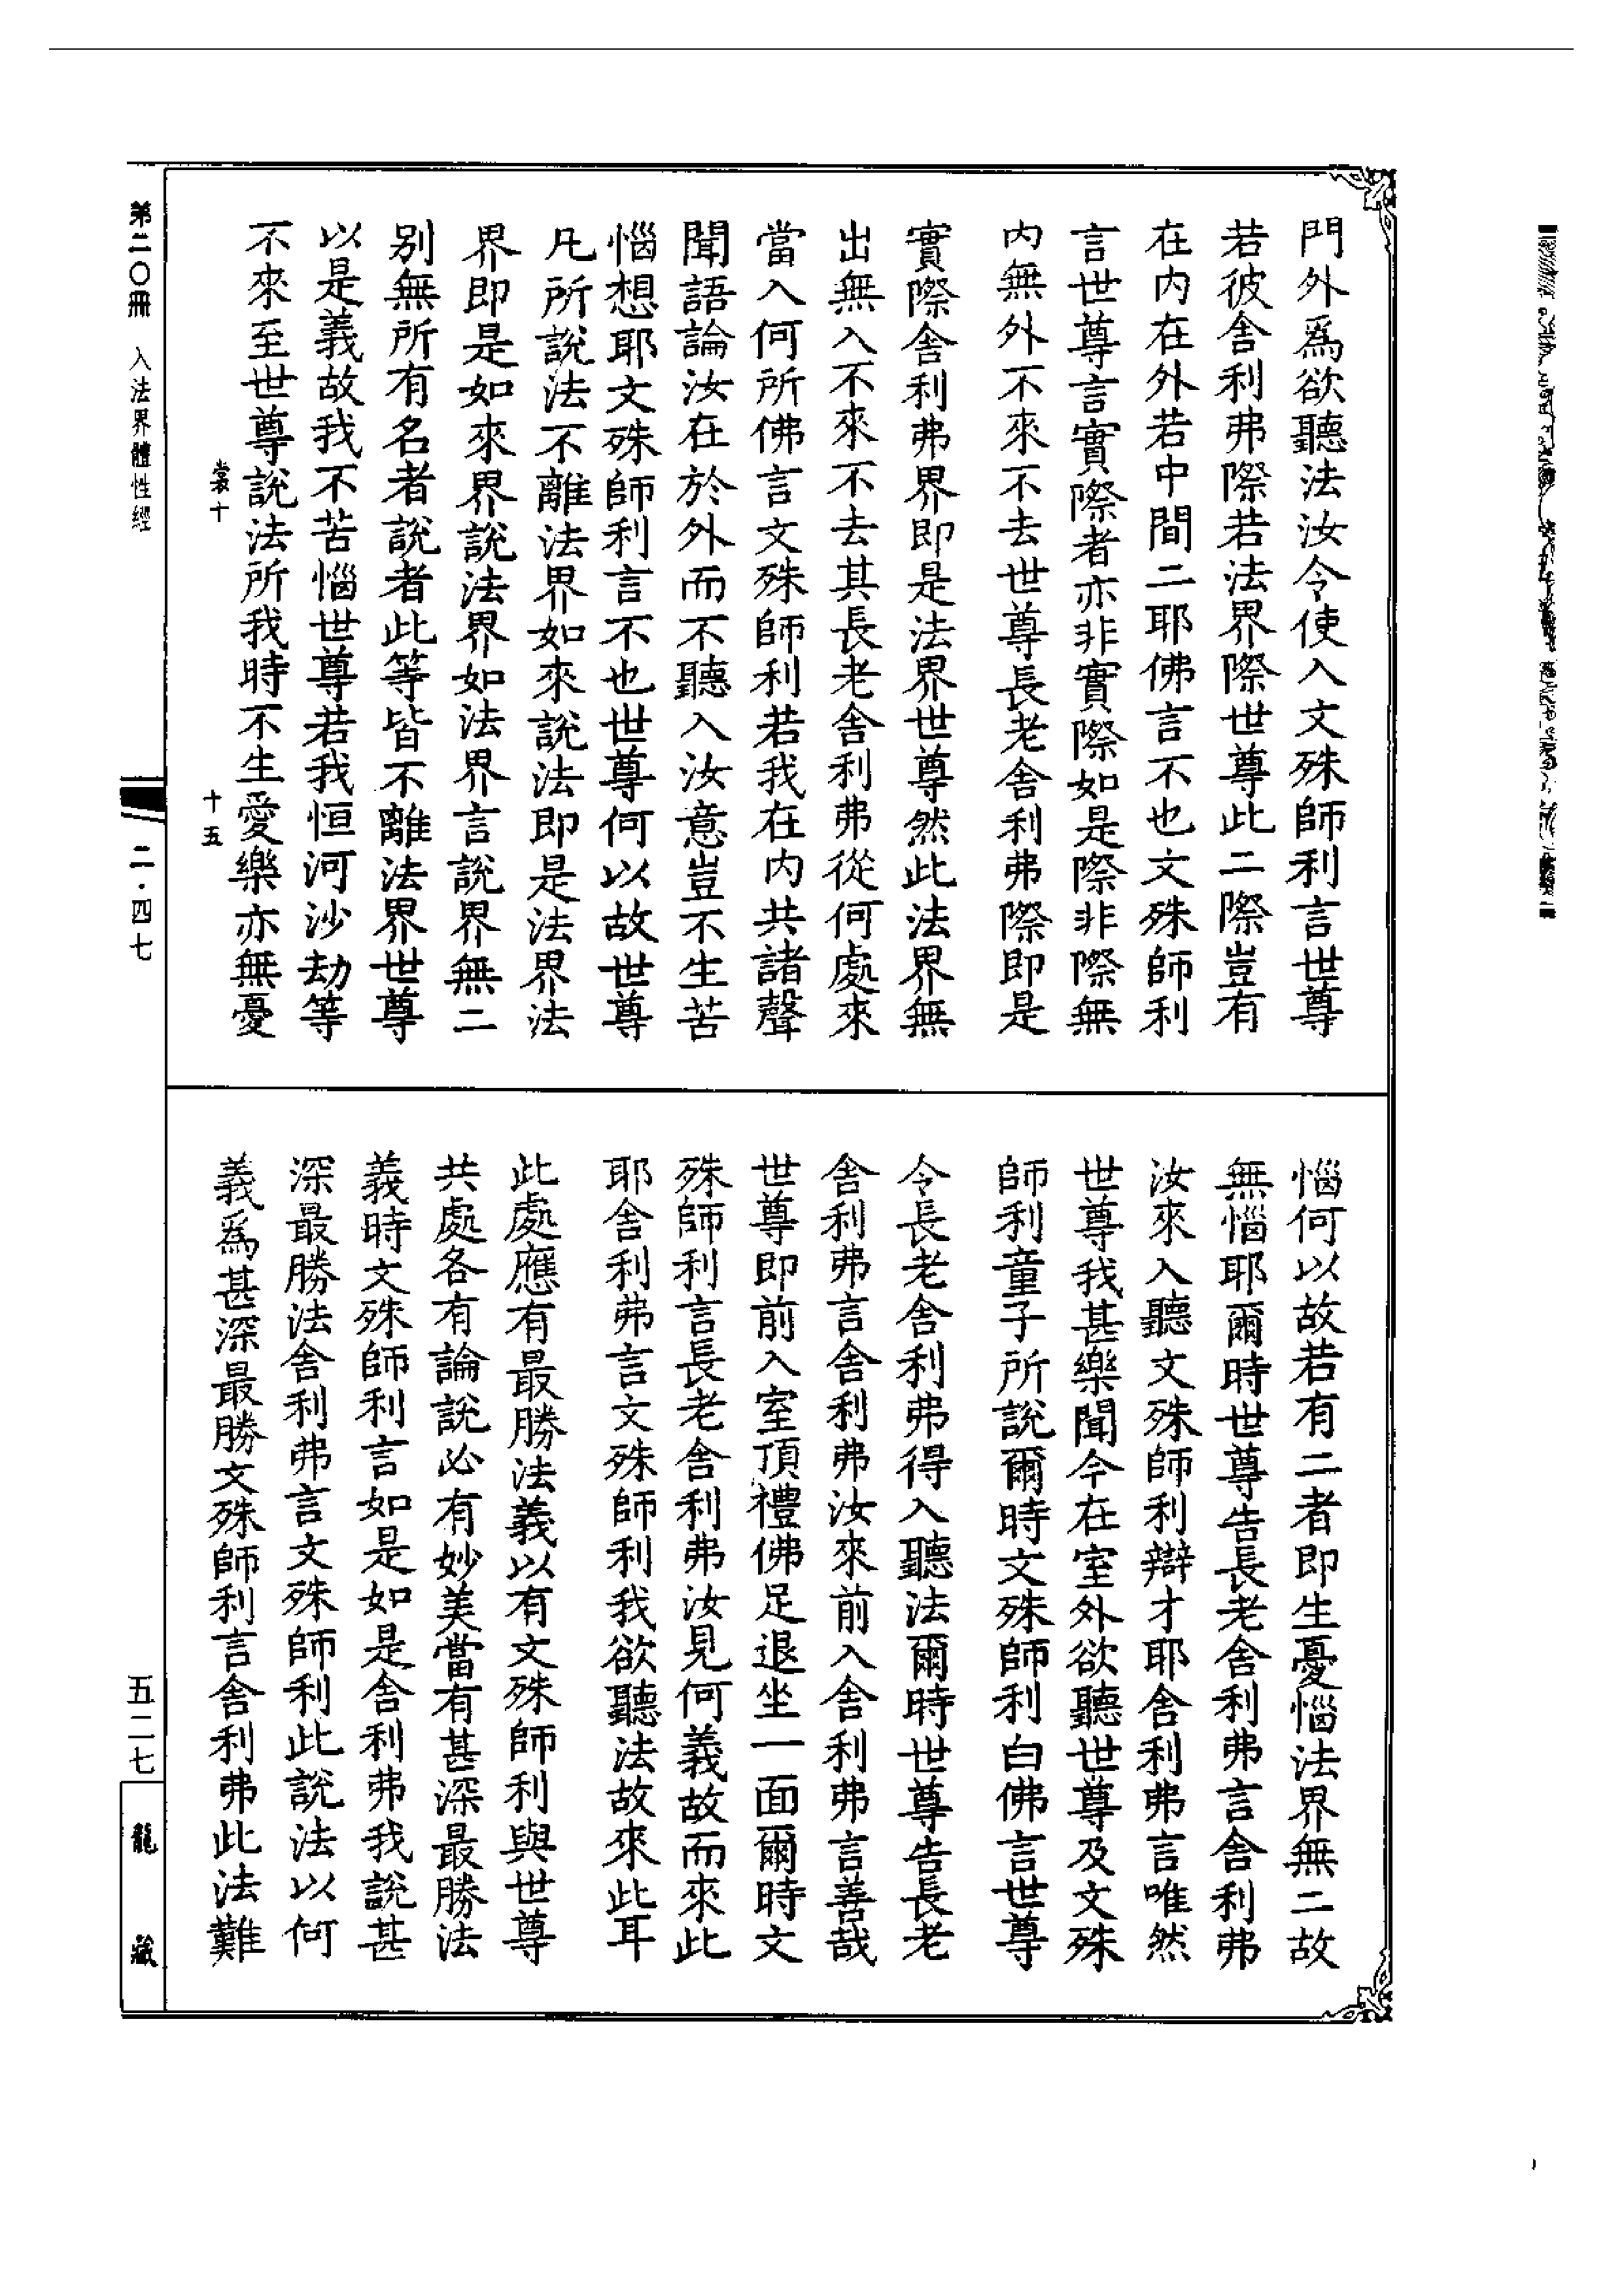 門外爲欲聽法汝令使入文殊師利言世尊
若彼舍利弗際若法界際世尊此二際豈有
在内在外若中間二耶佛言不也文殊師利
言世尊言實際者亦非實際如是際非際無
内無外不來不去世尊長老舍利弗際即是
實際舍利弗界即是法界世尊然此法界無
出無入不來不去其長老舍利弗從何處來
當入何所佛言文殊師利若我在内共諸聲
聞語論汝在於外而不聽入汝意豈不生苦
惱想耶文殊師利言不也世尊何以故世尊
凡所說法不離法界如來說法即是法界法
界即是如來界說法界如法界言說界無二
别無所有名者說者此等皆不離法界世尊
以是義故我不苦惱世尊若我恒河沙劫等
不來至世尊說法所我時不生愛樂亦無憂
裳十
十五
惱何以故若有二者即生憂惱法界無二故
無惱耶爾時世尊告長老舍利弗言舍利弗
汝來入聽文殊師利辯才耶舍利弗言唯然
世尊我甚樂聞今在室外欲聽世尊及文殊
師利童子所說爾時文殊師利白佛言世尊
令長老舍利弗得入聽法爾時世尊告長老
舍利弗言舍利弗汝來前入舍利弗言善哉
世尊即前入室頂禮佛足退坐一面爾時文
殊師利言長老舍利弗汝見何義故而來此
耶舍利弗言文殊師利我欲聽法故來此耳
此處應有最勝法義以有文殊師利與世尊
共處各有論說必有妙美當有甚深最勝法
義時文殊師利言如是如是舍利弗我說甚
深最勝法舍利弗言文殊師利此說法以何
義爲甚深最勝文殊師利言舍利弗此法難
第二〇冊 入法界體性經
二·四七
五二七
龍藏